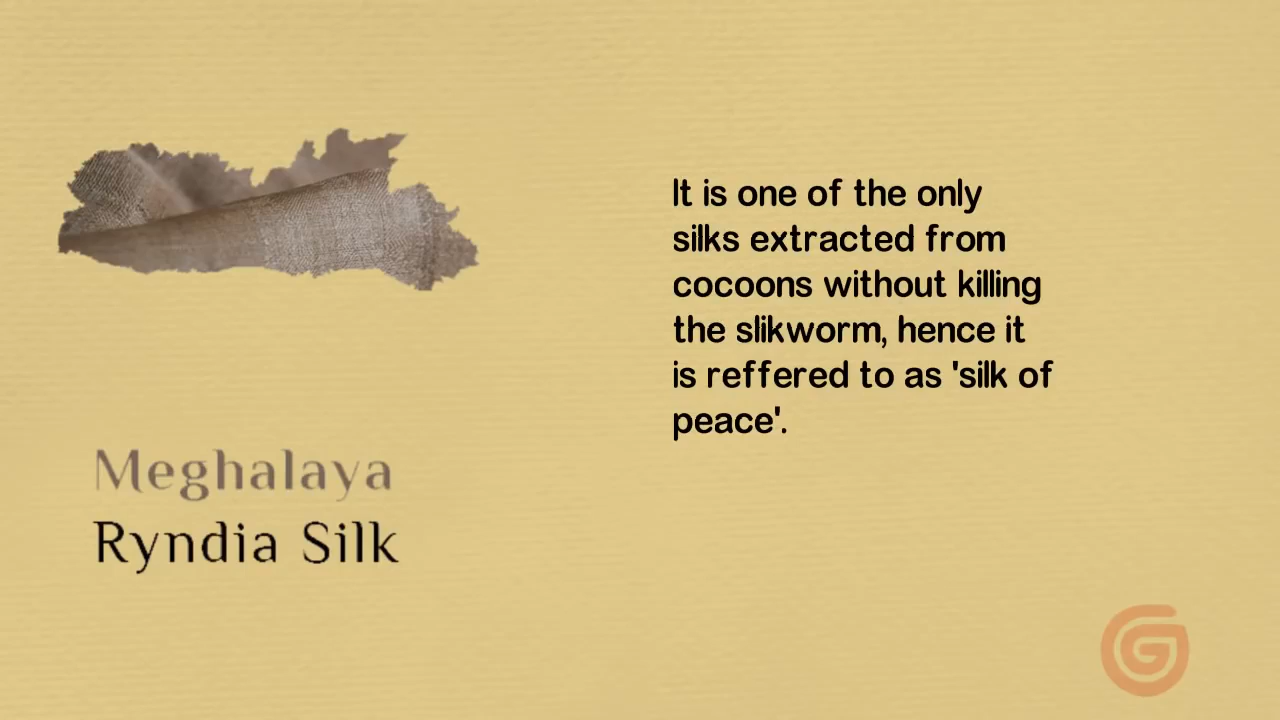 It is one of the only
silks extracted from
cocoons without killing
the slikworm, hence it
is reffered to as 'silk of
peace'.
Meghalaya
Ryndia Silk